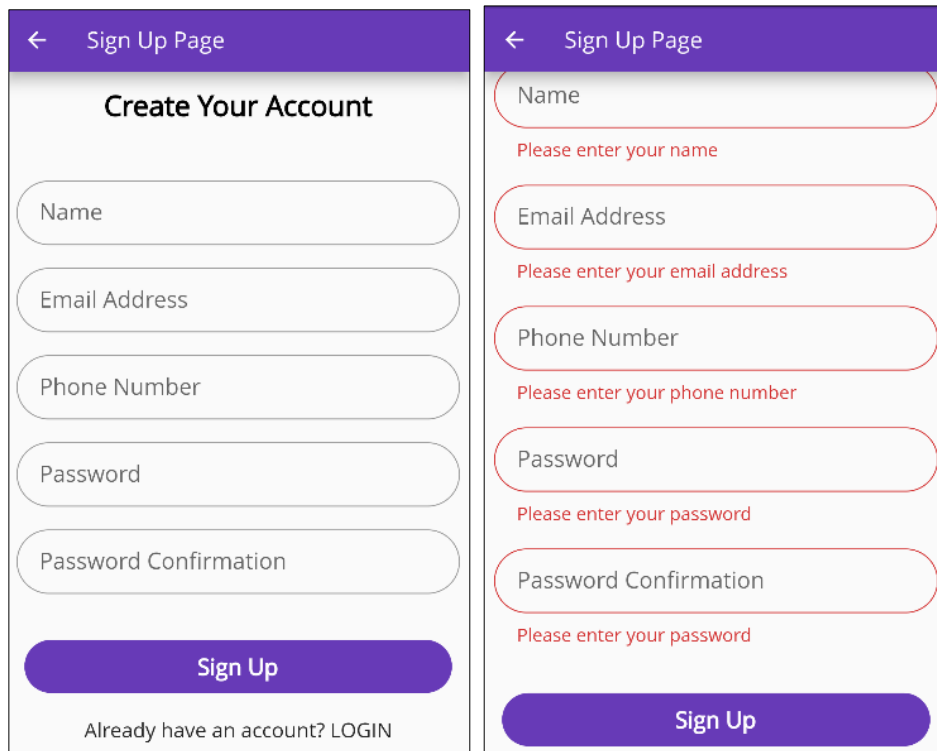 Sign Up Page
Create Your Account
Name
Email Address
Phone Number
Password
Password Confirmation
Sign Up
Already have an account? LOGIN
Sign Up Page
Name
Please enter your name
Email Address
Please enter your email address
Phone Number
Please enter your phone number
Password
Please enter your password
Password Confirmation
Please enter your password
Sign Up